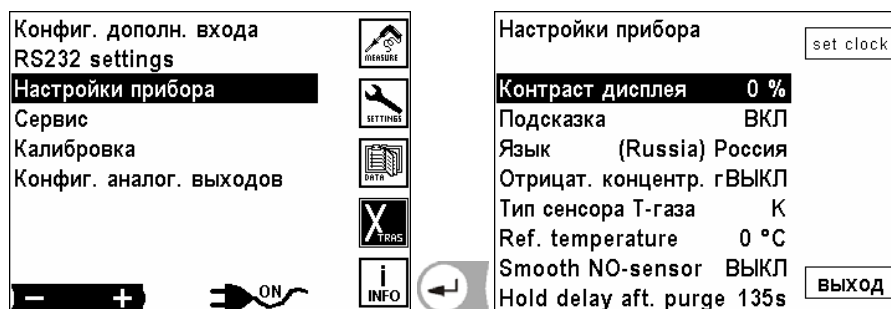 Конфиг. дополн. входа
RS232 settings
Настройки прибора
Сервис
Калибровка
Конфиг. аналог. выходов
MEASURE
SETTINGS
DATA
XTRAS
i
INFO
− +
ON
Настройки прибора
set clock
Контраст дисплея 0 %
Подсказка ВКЛ
Язык (Russia) Россия
Отрицат. концентр. гВЫКЛ
Тип сенсора Т-газа K
Ref. temperature 0 °C
Smooth NO-sensor ВЫКЛ
Hold delay aft. purge 135s
выход